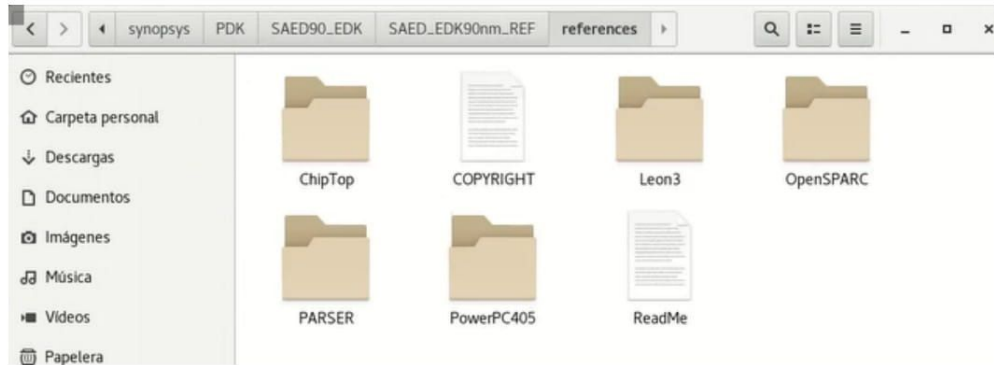 synopsys PDK SAED90_EDK SAED_EDK90nm_REF references
Recientes
Carpeta personal
Descargas
Documentos
Imágenes
Música
Vídeos
Papelera
ChipTop COPYRIGHT Leon3 OpenSPARC
PARSER PowerPC405 ReadMe